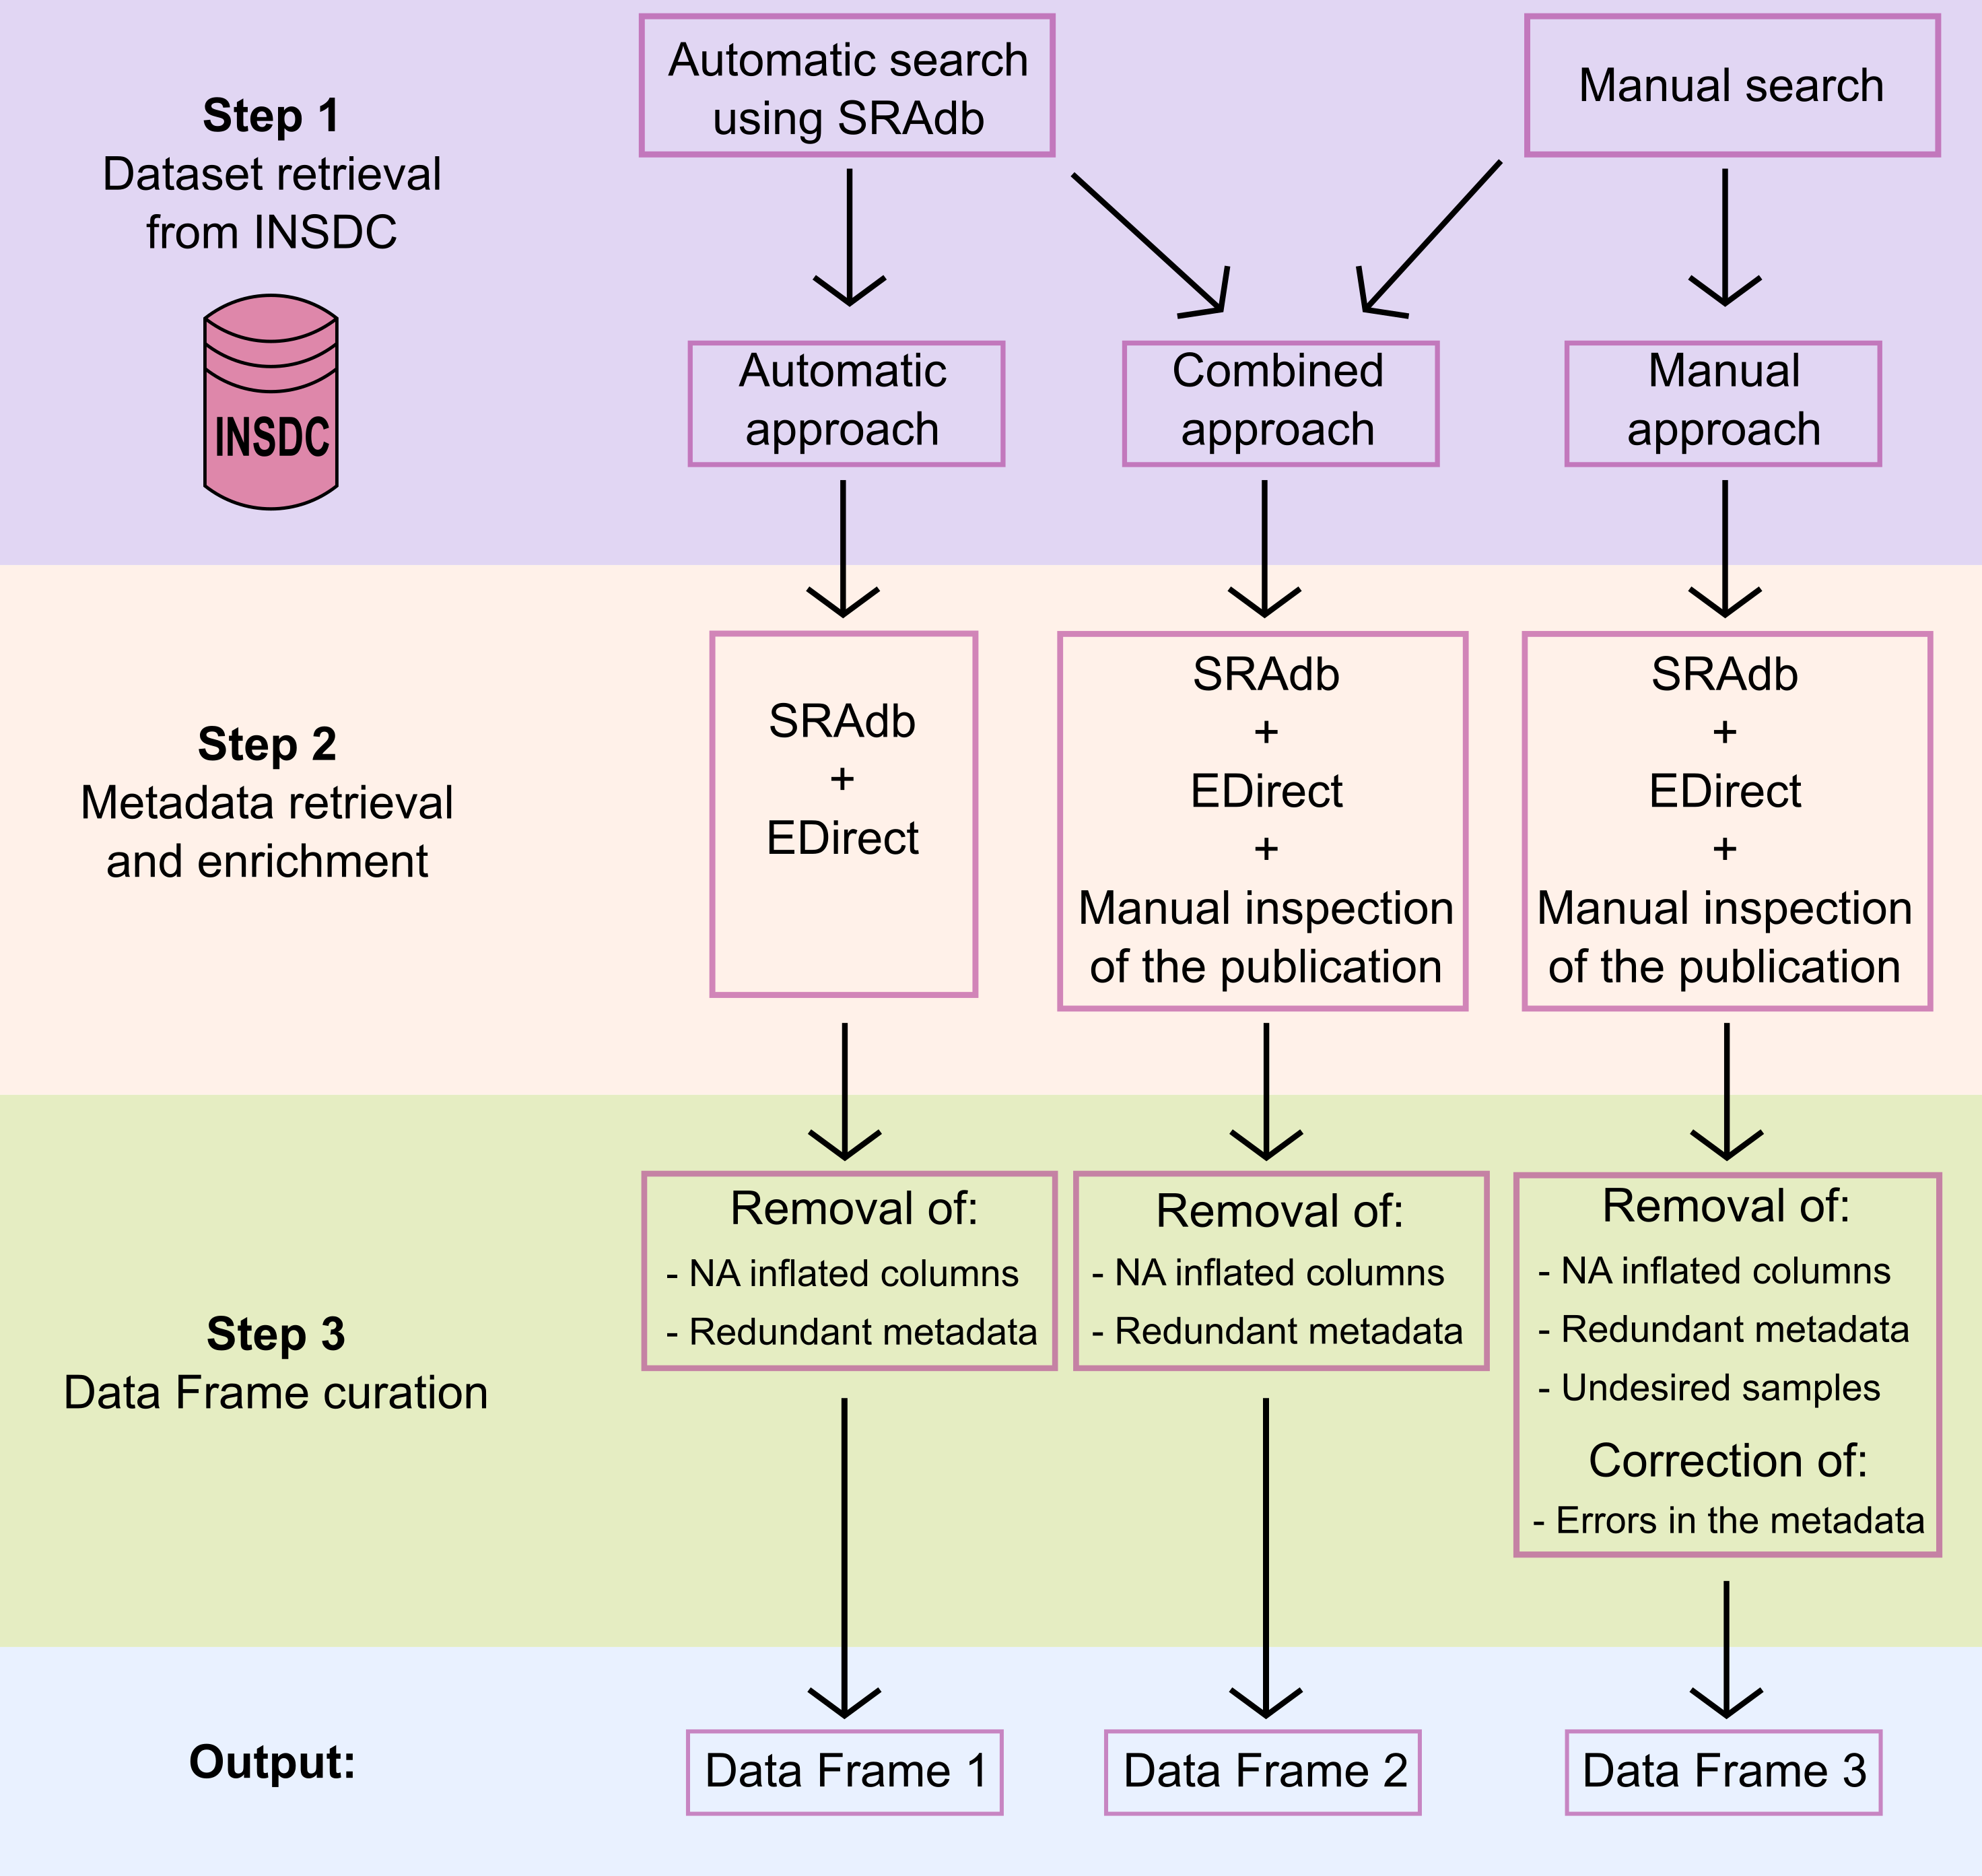 Step 1
Dataset retrieval
from INSDC
INSDC
Automatic search
using SRAdb
Manual search
Automatic
approach
Combined
approach
Manual
approach
Step 2
Metadata retrieval
and enrichment
SRAdb
+
EDirect
SRAdb
+
EDirect
+
Manual inspection
of the publication
SRAdb
+
EDirect
+
Manual inspection
of the publication
Step 3
Data Frame curation
Removal of:
- NA inflated columns
- Redundant metadata
Removal of:
- NA inflated columns
- Redundant metadata
Removal of:
- NA inflated columns
- Redundant metadata
- Undesired samples
Correction of:
- Errors in the metadata
Output:
Data Frame 1
Data Frame 2
Data Frame 3